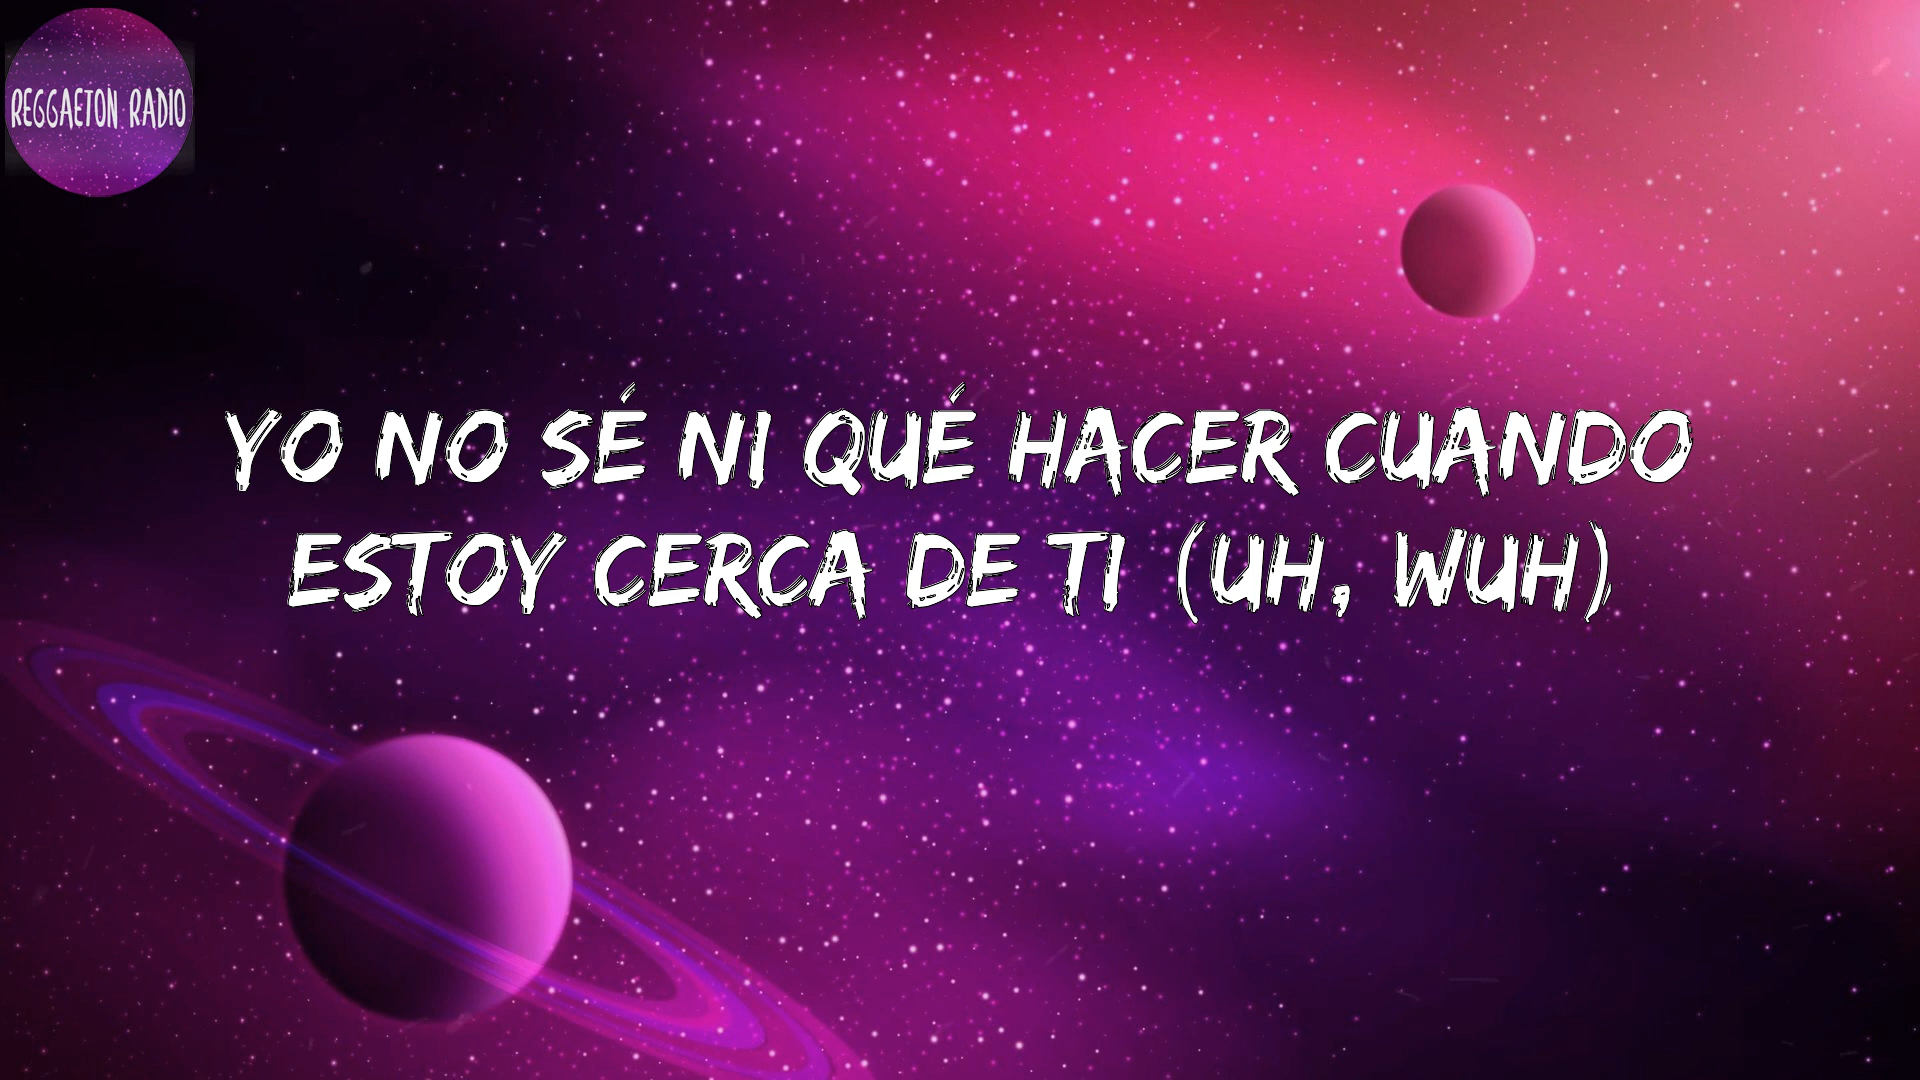 REGGAETON RADIO
YO NO SÉ NI QUÉ HACER CUANDO
ESTOY CERCA DE TI (UH, WUH)